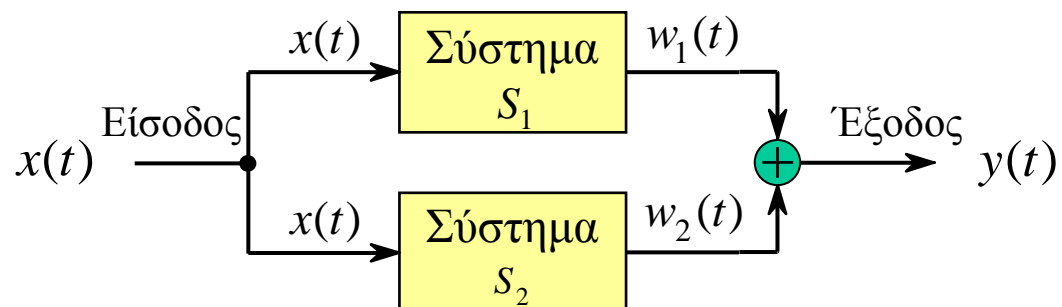 x(t)
Σύστημα
S₁
w₁(t)
Είσοδος
x(t)
+
Έξοδος
y(t)
x(t)
Σύστημα
S₂
w₂(t)